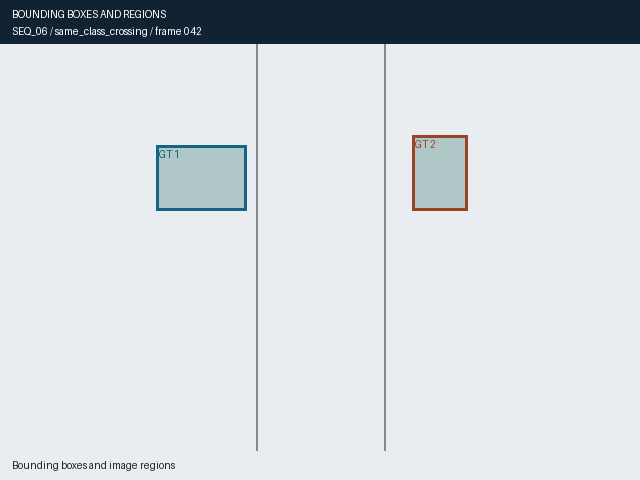 BOUNDING BOXES AND REGIONS
SEQ_06 / same_class_crossing / frame 042
GT1
GT2
Bounding boxes and image regions